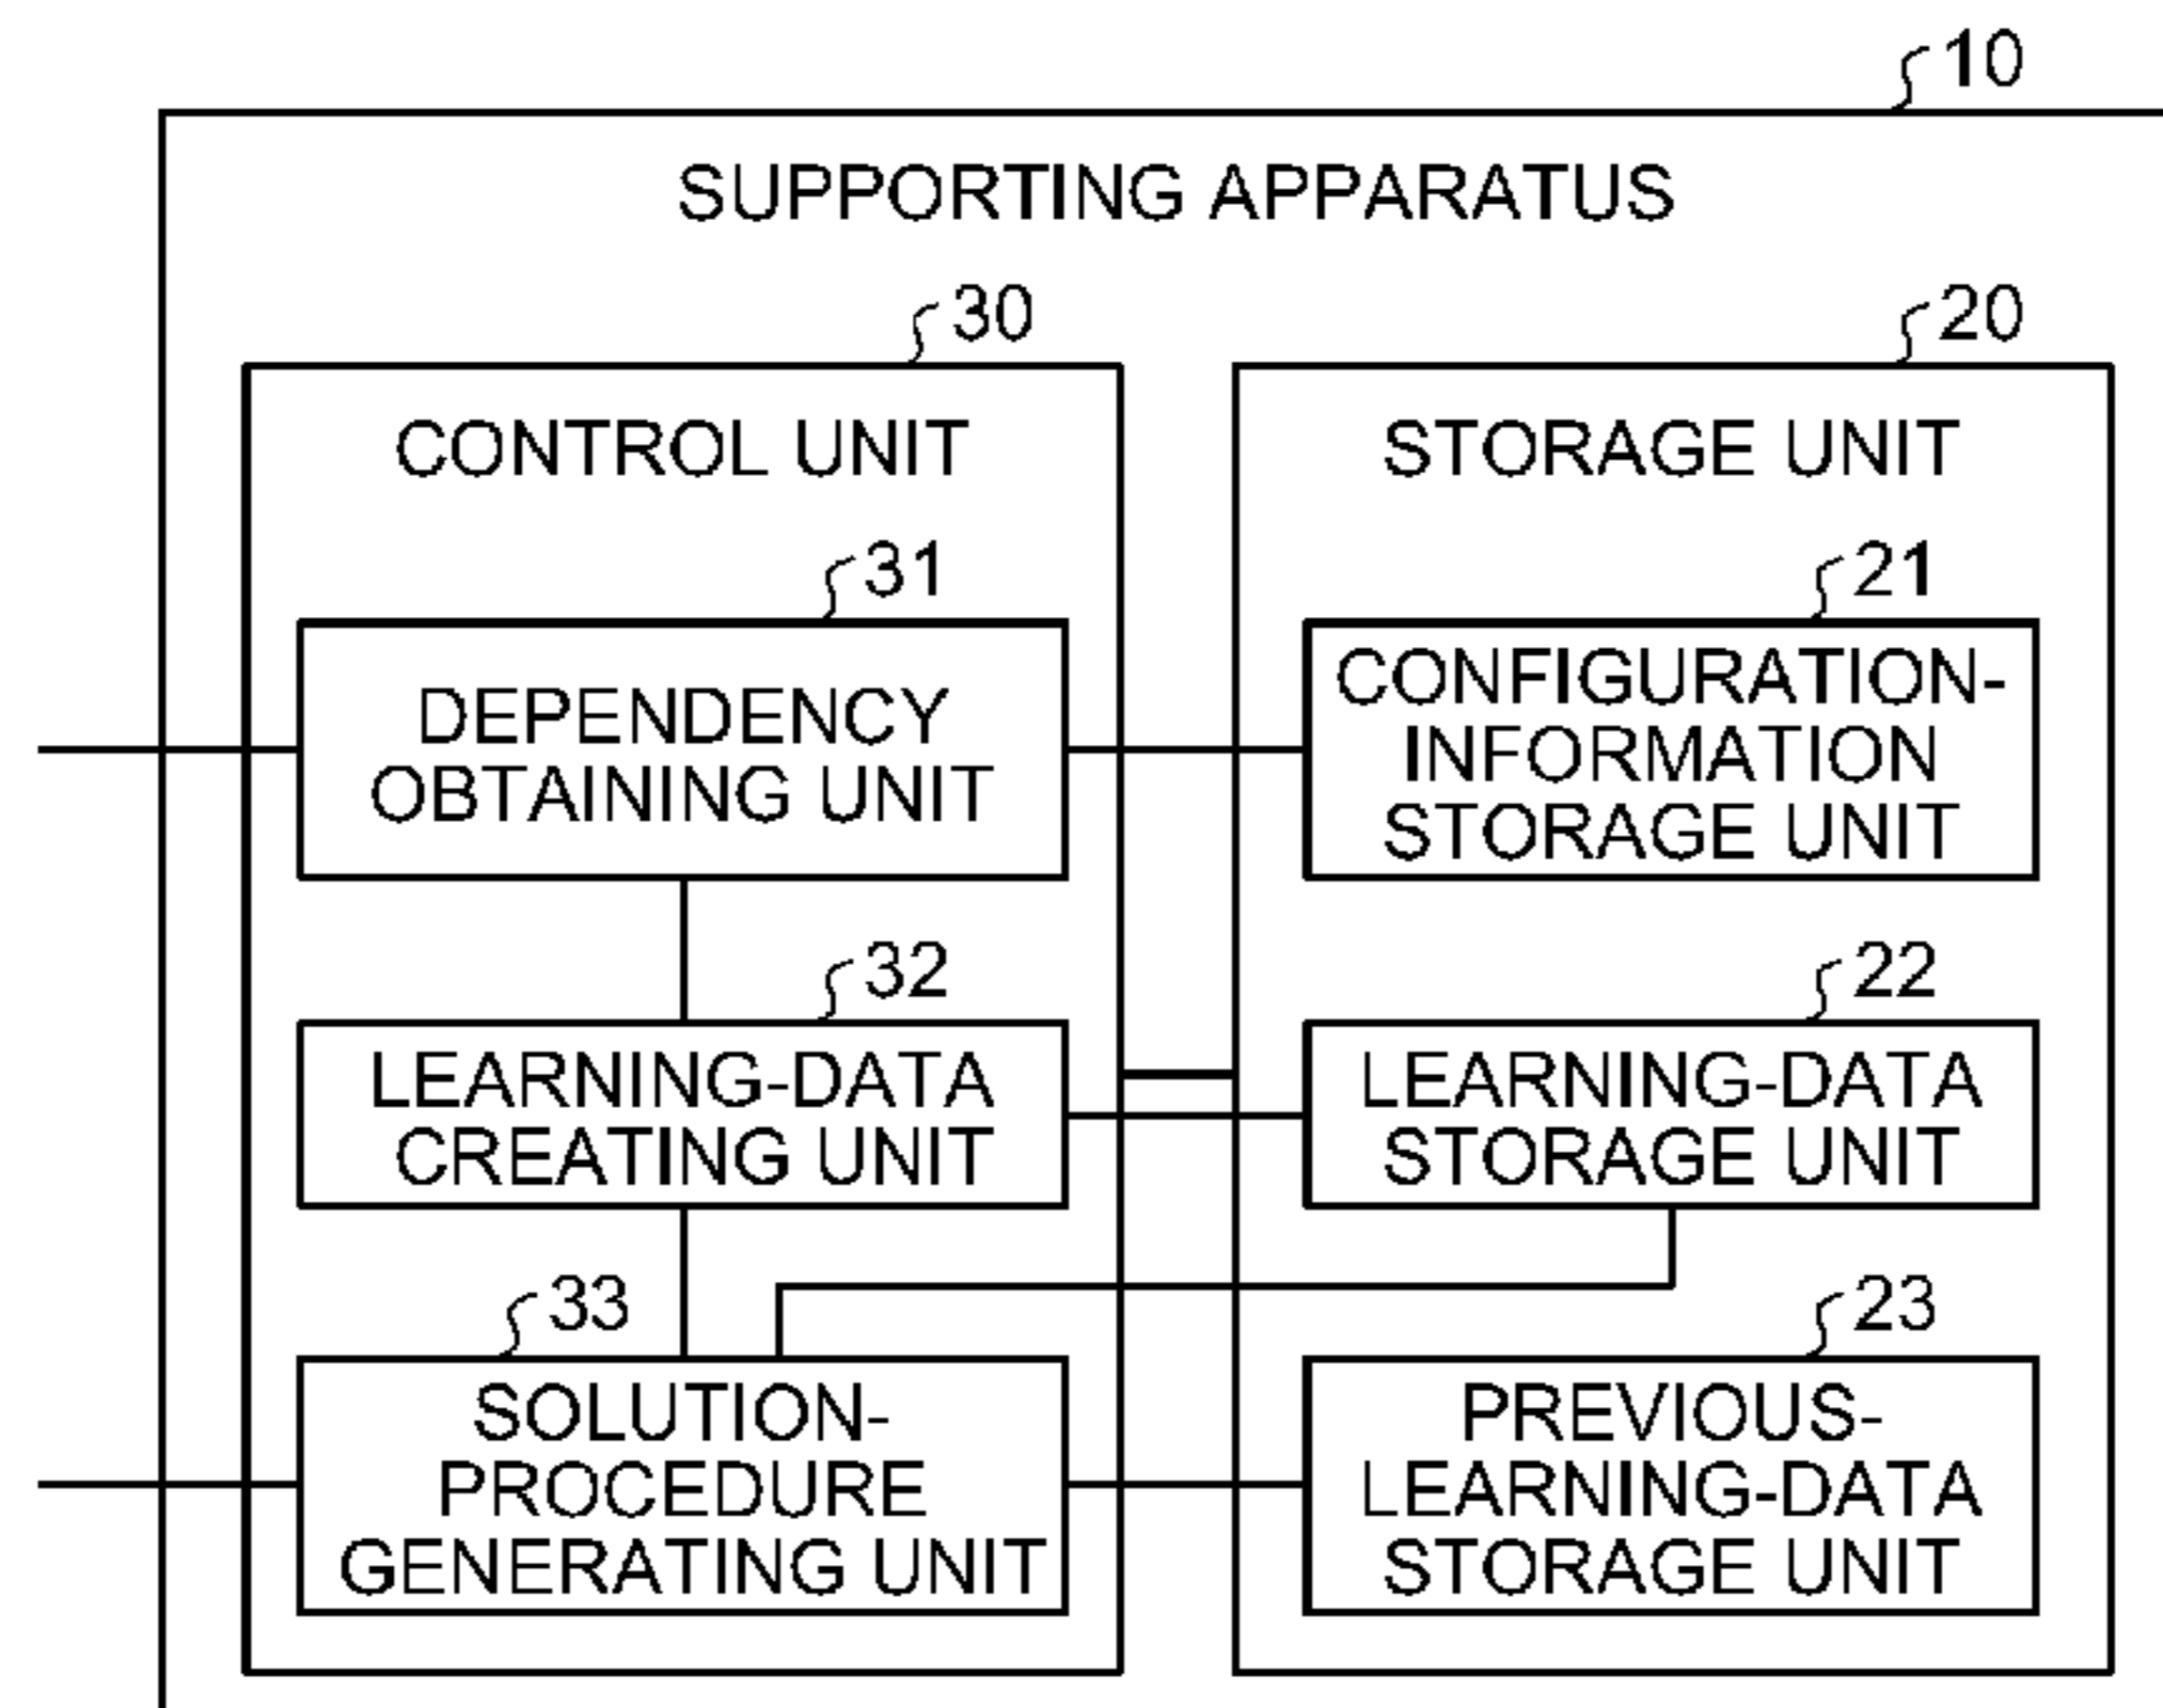 10
SUPPORTING APPARATUS
30
CONTROL UNIT
31
DEPENDENCY
OBTAINING UNIT
32
LEARNING-DATA
CREATING UNIT
33
SOLUTION-
PROCEDURE
GENERATING UNIT
20
STORAGE UNIT
21
CONFIGURATION-
INFORMATION
STORAGE UNIT
22
LEARNING-DATA
STORAGE UNIT
23
PREVIOUS-
LEARNING-DATA
STORAGE UNIT